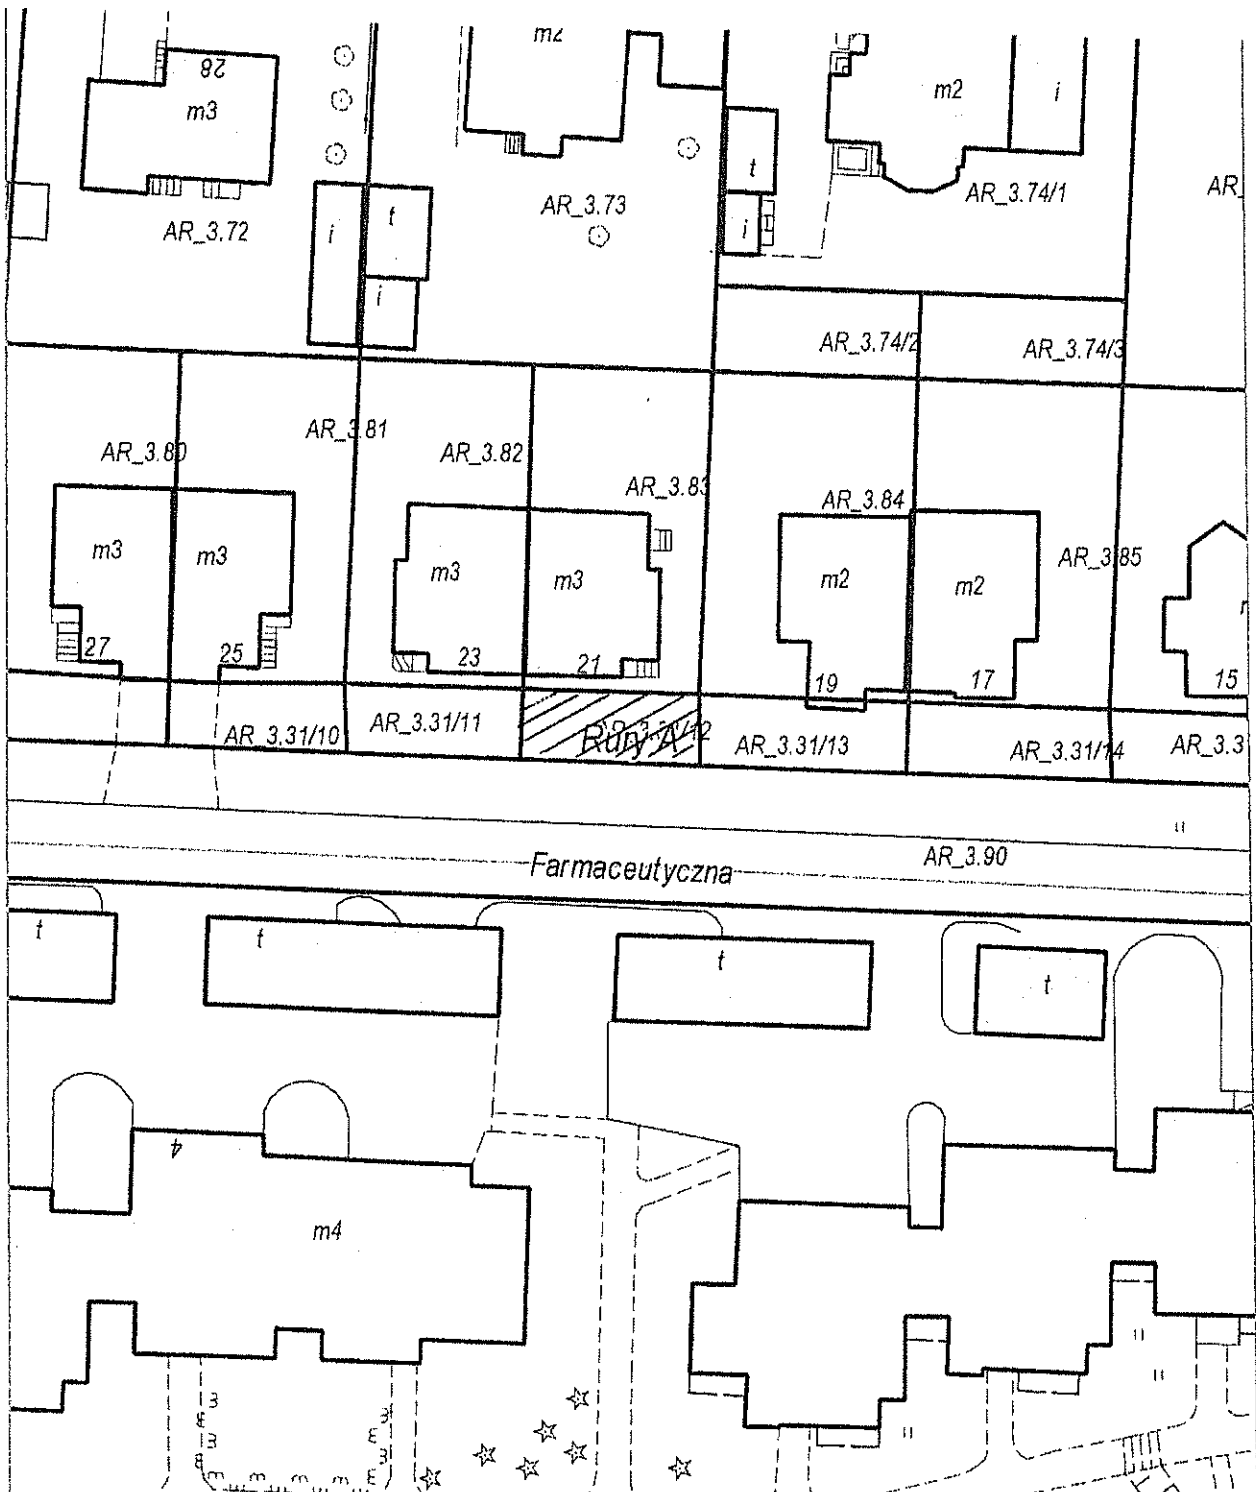 m2
28
m3
m2
i
t
AR_3.74/1
AR_
AR_3.73
AR_3.72
i
t
i
i
AR_3.74/2
AR_3.74/3
AR_3.80
AR_3.81
AR_3.82
AR_3.83
AR_3.84
AR_3.85
m3
m3
m3
m3
m2
m2
27
25
23
21
19
17
15
AR_3.31/10
AR_3.31/11
Rury A
AR_3.31/13
AR_3.31/14
AR_3.3
Farmaceutyczna
AR_3.90
t
t
t
t
4
m4